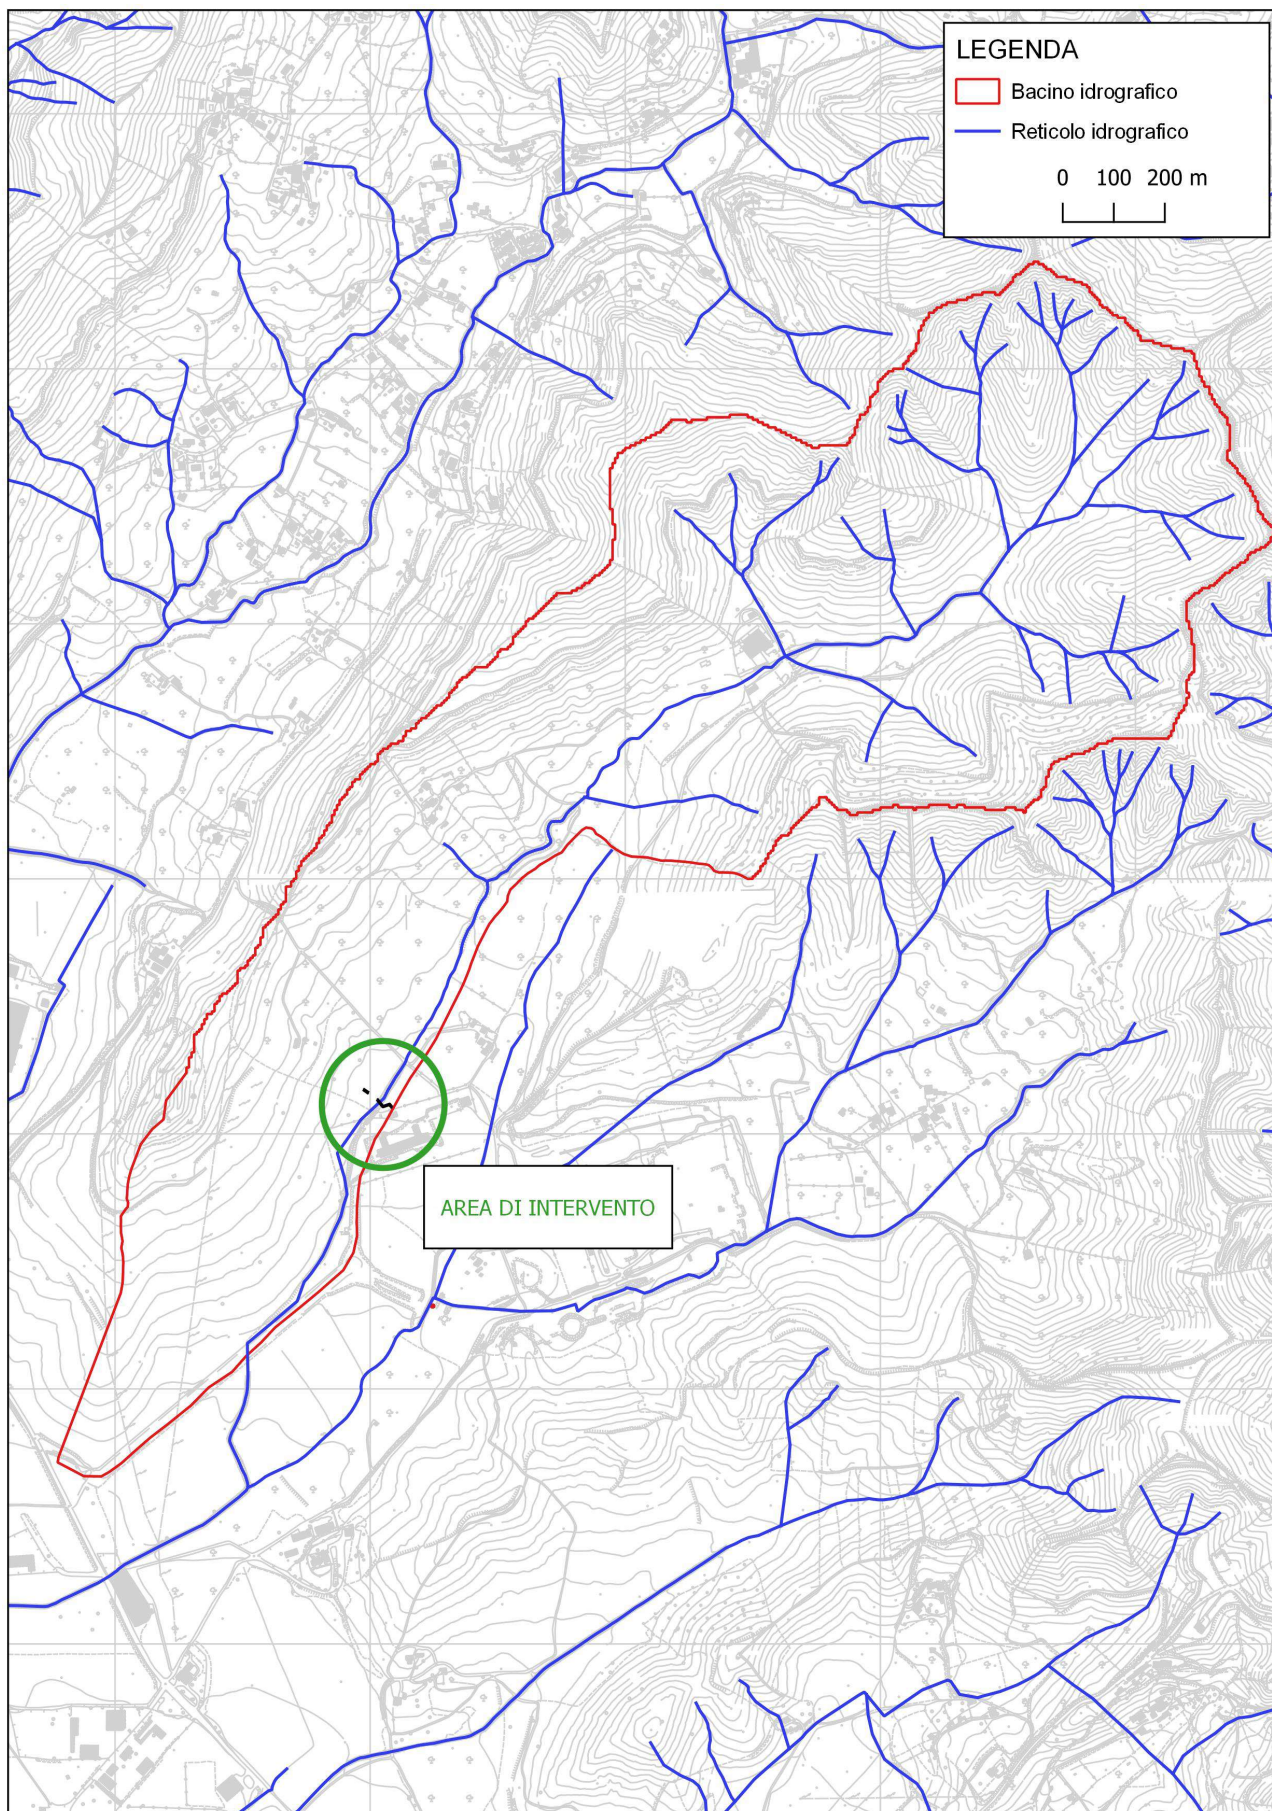 LEGENDA
Bacino idrografico
Reticolo idrografico
0 100 200 m
AREA DI INTERVENTO